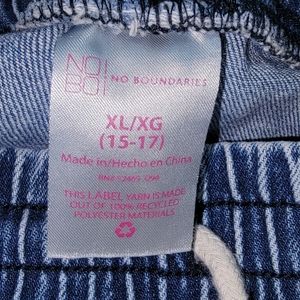 NO
BO
NO BOUNDARIES
XL/XG
(15-17)
Made in/Hecho en China
THIS LABEL YARN IS MADE
OUT OF 100% RECYCLED
POLYESTER MATERIALS